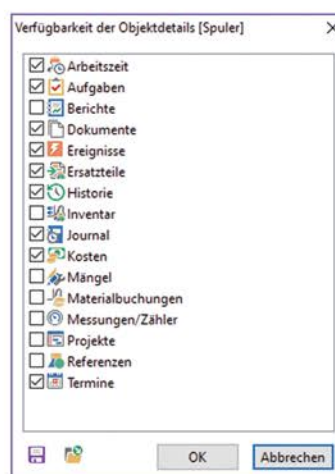 Verfügbarkeit der Objektdetails [Spuler]
Arbeitszeit
Aufgaben
Berichte
Dokumente
Ereignisse
Ersatzteile
Historie
Inventar
Journal
Kosten
Mängel
Materialbuchungen
Messungen/Zähler
Projekte
Referenzen
Termine
OK Abbrechen